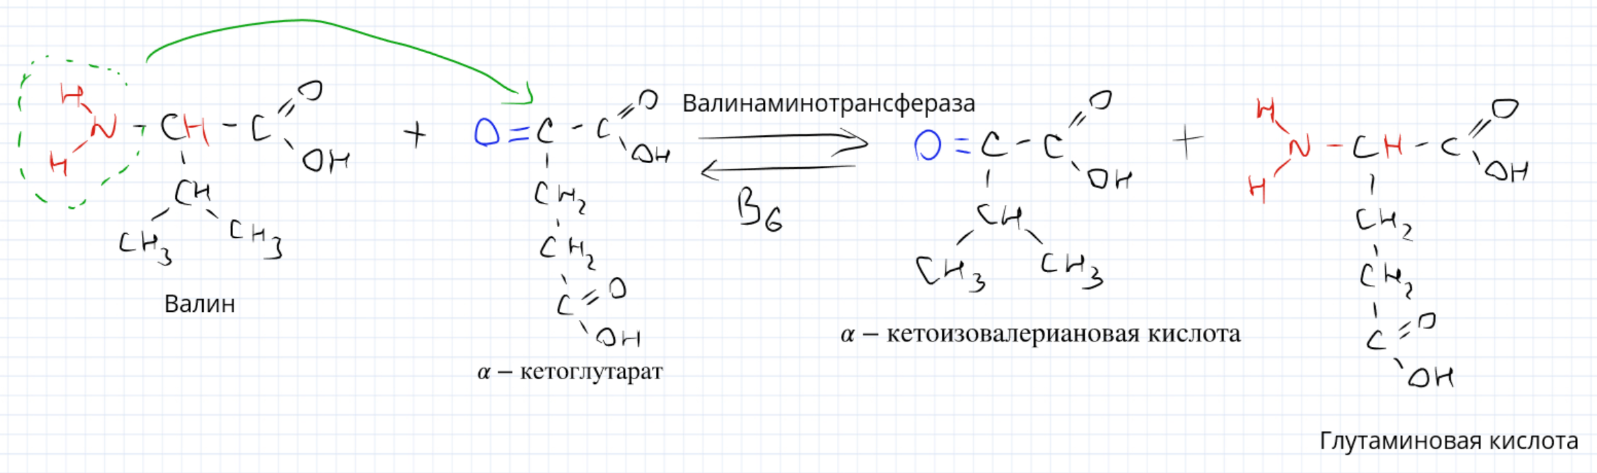 H
N - CH - C = O
H
OH
CH
CH3 CH3
Валин
+
O = C - C = O
OH
CH2
CH2
C = O
OH
α – кетоглутарат
Валинаминотрансфераза
B6
O = C - C = O
OH
CH
CH3 CH3
α – кетоизовалериановая кислота
+
H
N - CH - C = O
H
OH
CH2
CH2
C = O
OH
Глутаминовая кислота